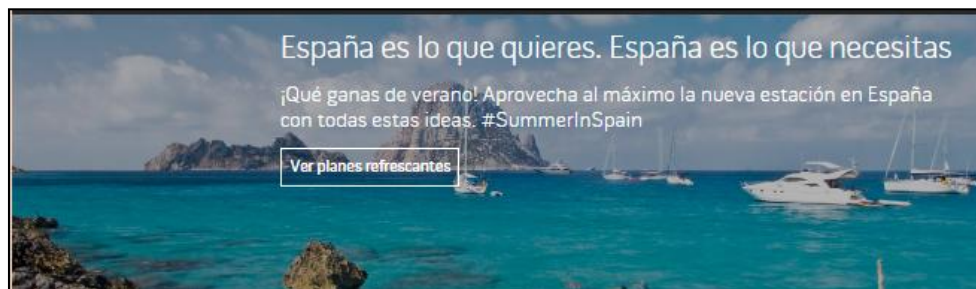 España es lo que quieres. España es lo que necesitas
¡Qué ganas de verano! Aprovecha al máximo la nueva estación en España
con todas estas ideas. #SummerInSpain
Ver planes refrescantes